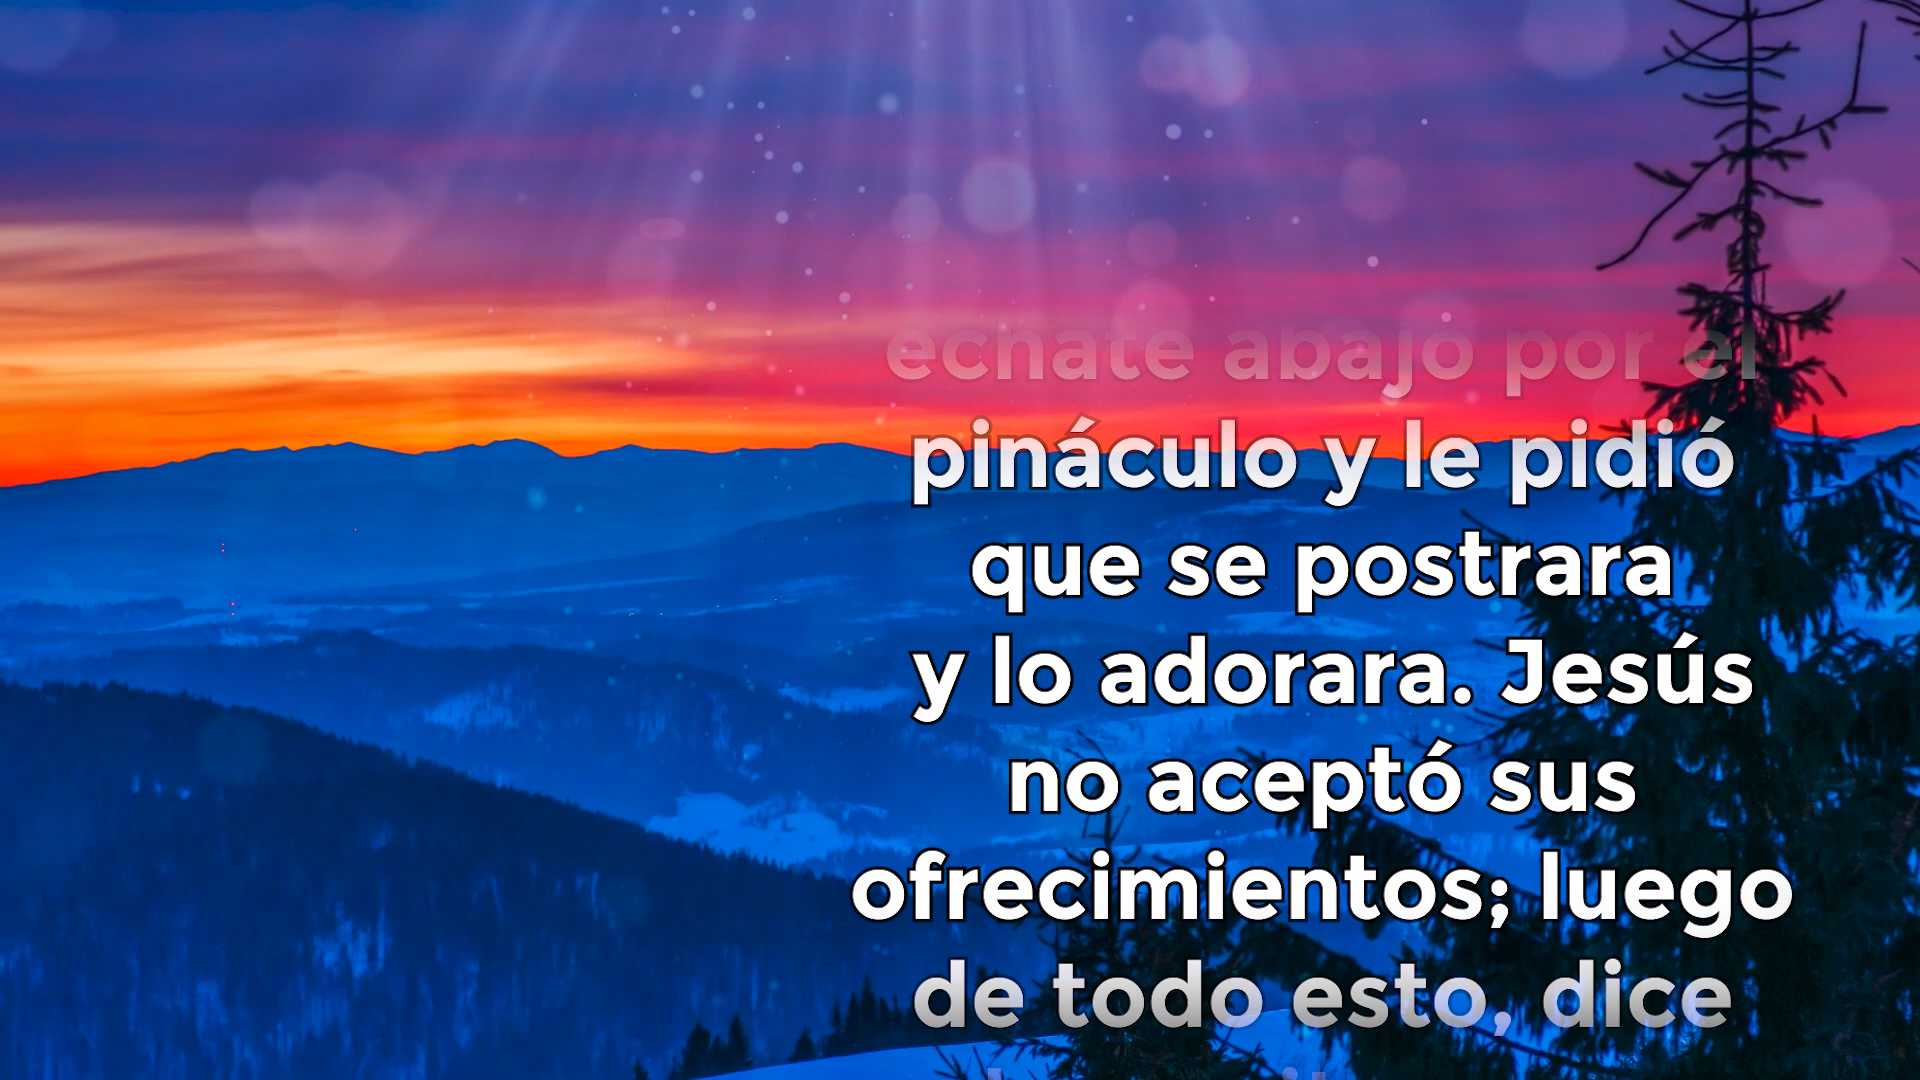 échate abajo por el
pináculo y le pidió
que se postrara
y lo adorara. Jesús
no aceptó sus
ofrecimientos; luego
de todo esto, dice